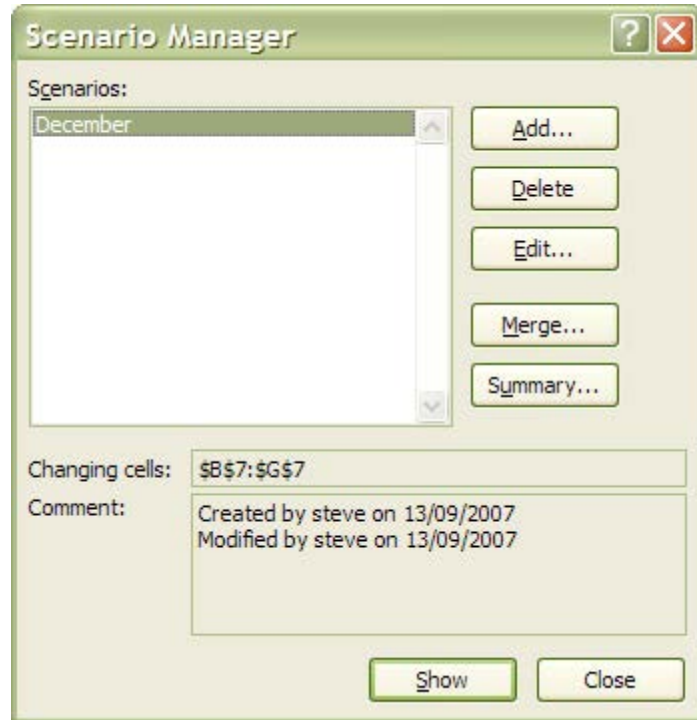 Scenario Manager
?
Scenarios:
December
Add...
Delete
Edit...
Merge...
Summary...
Changing cells: $B$7:$G$7
Comment: Created by steve on 13/09/2007
Modified by steve on 13/09/2007
Show Close